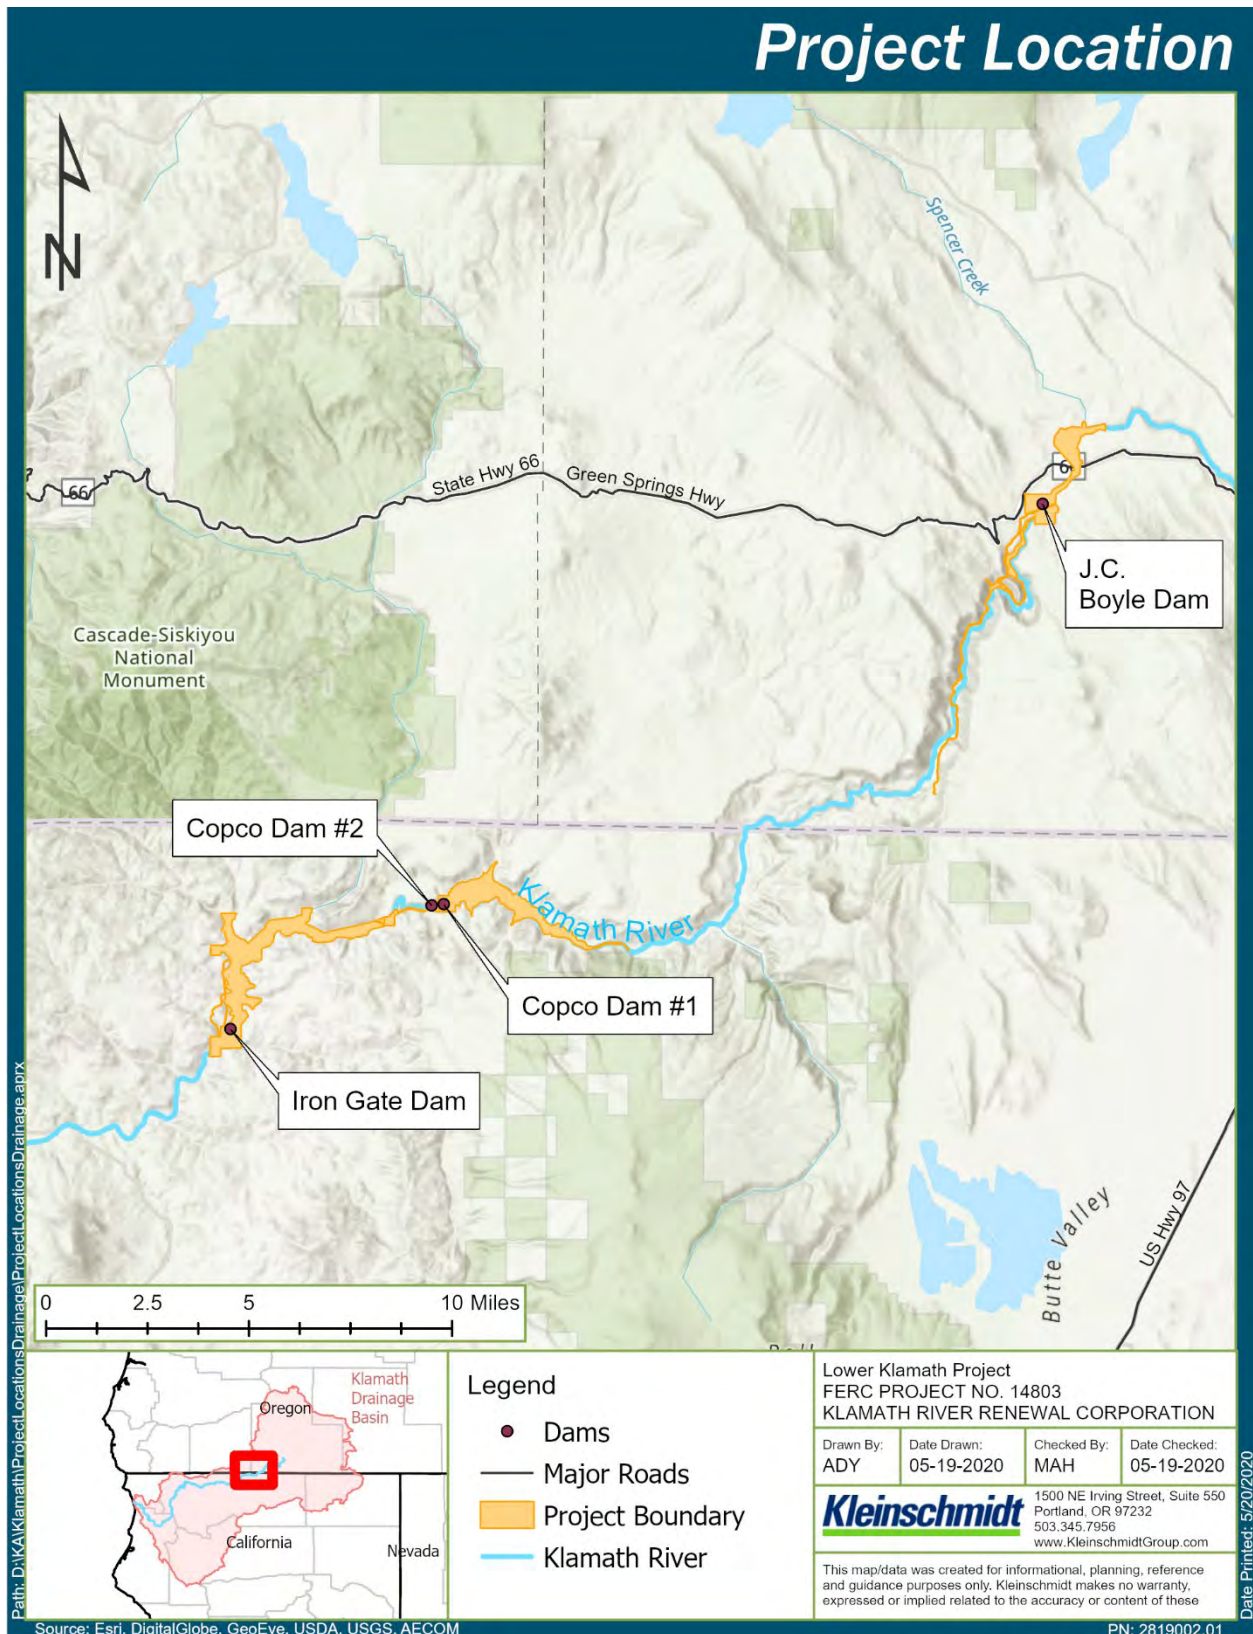 Project Location
N
Spencer Creek
State Hwy 66
Green Springs Hwy
66
6
J.C.
Boyle Dam
Cascade-Siskiyou
National
Monument
Copco Dam #2
Klamath River
Copco Dam #1
Iron Gate Dam
Butte Valley
US Hwy 97
0 2.5 5 10 Miles
Klamath
Drainage
Basin
Oregon
California
Nevada
Legend
Dams
Major Roads
Project Boundary
Klamath River
Lower Klamath Project
FERC PROJECT NO. 14803
KLAMATH RIVER RENEWAL CORPORATION
Drawn By:
ADY
Date Drawn:
05-19-2020
Checked By:
MAH
Date Checked:
05-19-2020
Kleinschmidt
1500 NE Irving Street, Suite 550
Portland, OR 97232
503.345.7956
www.KleinschmidtGroup.com
This map/data was created for informational, planning, reference
and guidance purposes only. Kleinschmidt makes no warranty,
expressed or implied related to the accuracy or content of these
Path: D:\KA\Klamath\ProjectLocationsDrainage\ProjectLocationsDrainage.aprx
Date Printed: 5/20/2020
Source: Esri, DigitalGlobe, GeoEye, USDA, USGS, AECOM
PN: 2819002.01